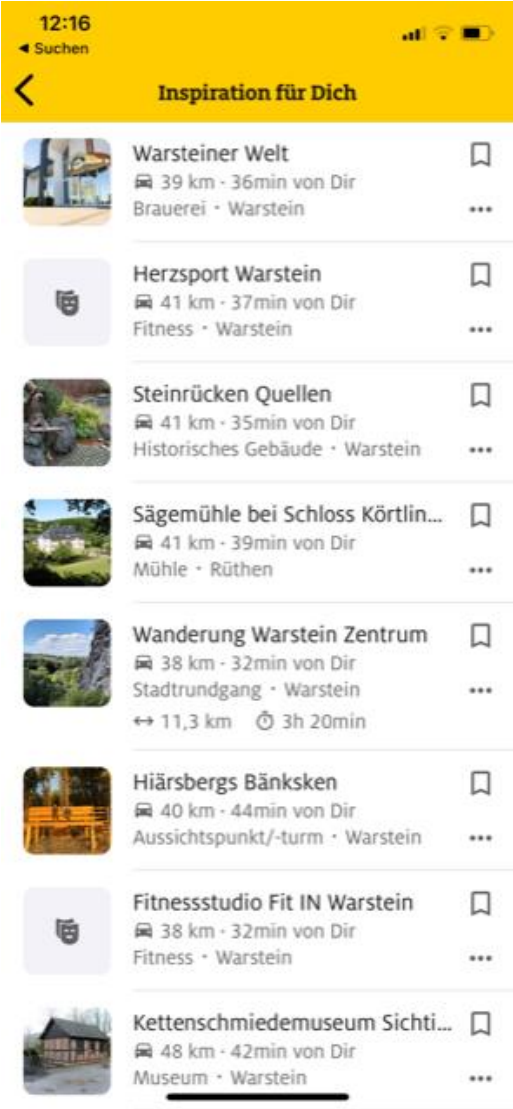 12:16
Suchen
Inspiration für Dich
Warsteiner Welt
39 km - 36min von Dir
Brauerei · Warstein
Herzsport Warstein
41 km - 37min von Dir
Fitness · Warstein
Steinrücken Quellen
41 km - 35min von Dir
Historisches Gebäude · Warstein
Sägemühle bei Schloss Körtlin...
41 km - 39min von Dir
Mühle · Rüthen
Wanderung Warstein Zentrum
38 km - 32min von Dir
Stadtrundgang · Warstein
11,3 km 3h 20min
Hiärsbergs Bänksken
40 km - 44min von Dir
Aussichtspunkt/-turm · Warstein
Fitnessstudio Fit IN Warstein
38 km - 32min von Dir
Fitness · Warstein
Kettenschmiedemuseum Sichti...
48 km - 42min von Dir
Museum · Warstein